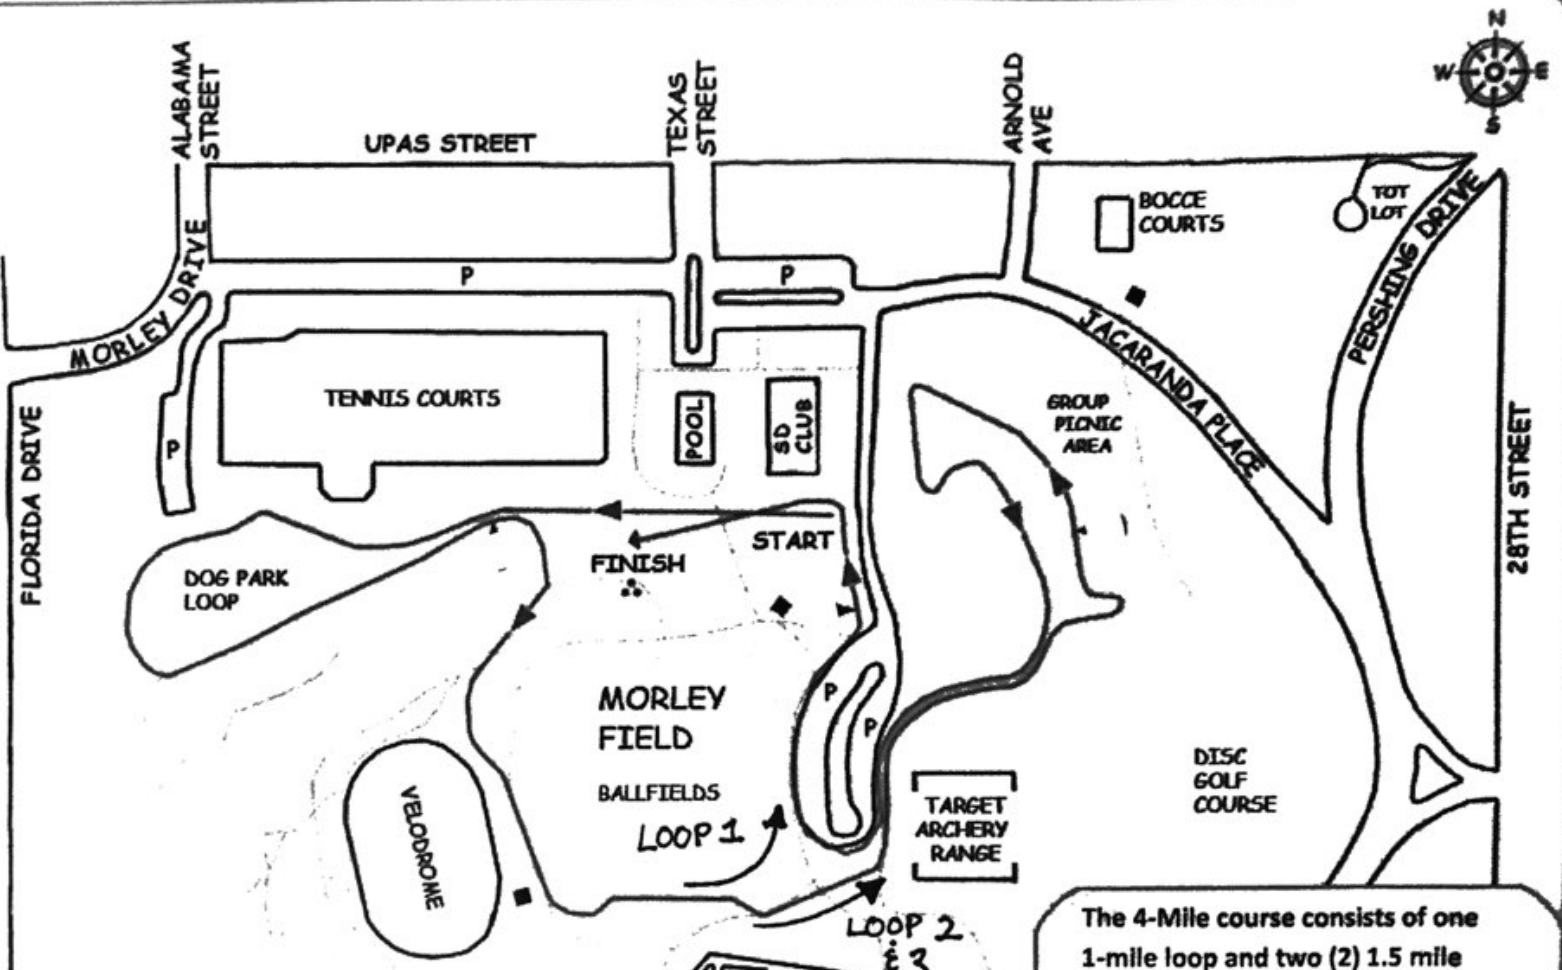 N
W E
S
ALABAMA
STREET
TEXAS
STREET
ARNOLD
AVE
UPAS STREET
BOCCE
COURTS
TOT
LOT
PERSHING DRIVE
MORLEY DRIVE
P
P
JACARANDA PLACE
TENNIS COURTS
POOL
SD
CLUB
GROUP
PICNIC
AREA
P
FLORIDA DRIVE
28TH STREET
START
FINISH
DOG PARK
LOOP
MORLEY
FIELD
P
P
BALLFIELDS
LOOP 1
VELODROME
TARGET
ARCHERY
RANGE
DISC
GOLF
COURSE
LOOP 2
& 3
The 4-Mile course consists of one
1-mile loop and two (2) 1.5 mile